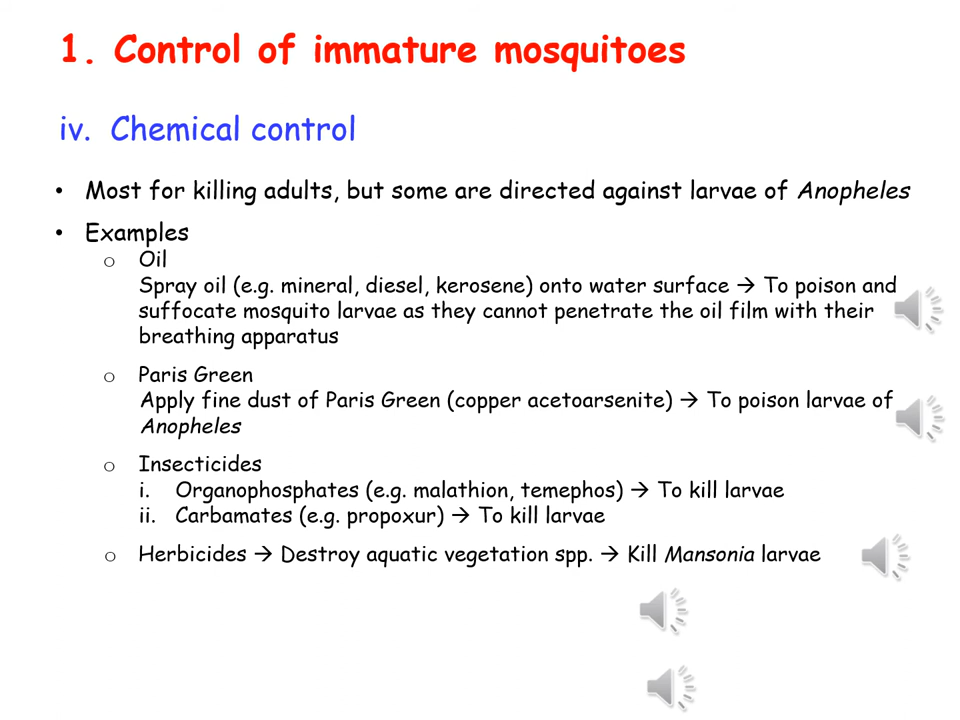 1. Control of immature mosquitoes
iv. Chemical control
• Most for killing adults, but some are directed against larvae of Anopheles
• Examples
o Oil
Spray oil (e.g. mineral, diesel, kerosene) onto water surface → To poison and
suffocate mosquito larvae as they cannot penetrate the oil film with their
breathing apparatus
o Paris Green
Apply fine dust of Paris Green (copper acetoarsenite) → To poison larvae of
Anopheles
o Insecticides
i. Organophosphates (e.g. malathion, temephos) → To kill larvae
ii. Carbamates (e.g. propoxur) → To kill larvae
o Herbicides → Destroy aquatic vegetation spp. → Kill Mansonia larvae